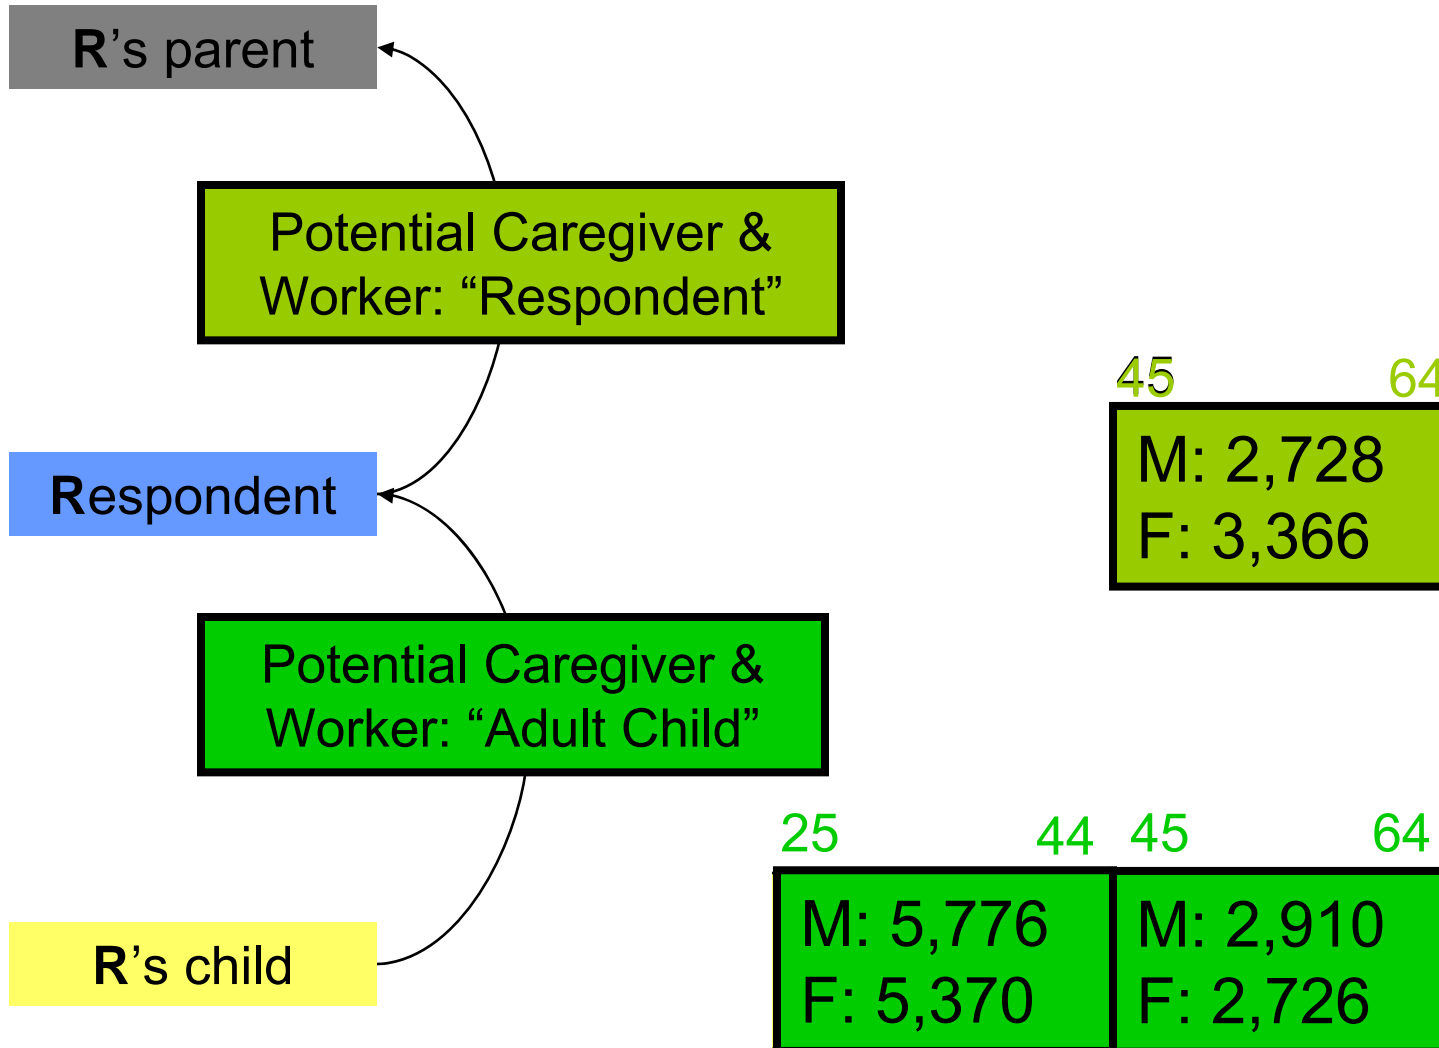 R's parent
Potential Caregiver &
Worker: “Respondent”
45 64
M: 2,728
F: 3,366
Respondent
Potential Caregiver &
Worker: “Adult Child”
25 44 45 64
M: 5,776 M: 2,910
F: 5,370 F: 2,726
R's child